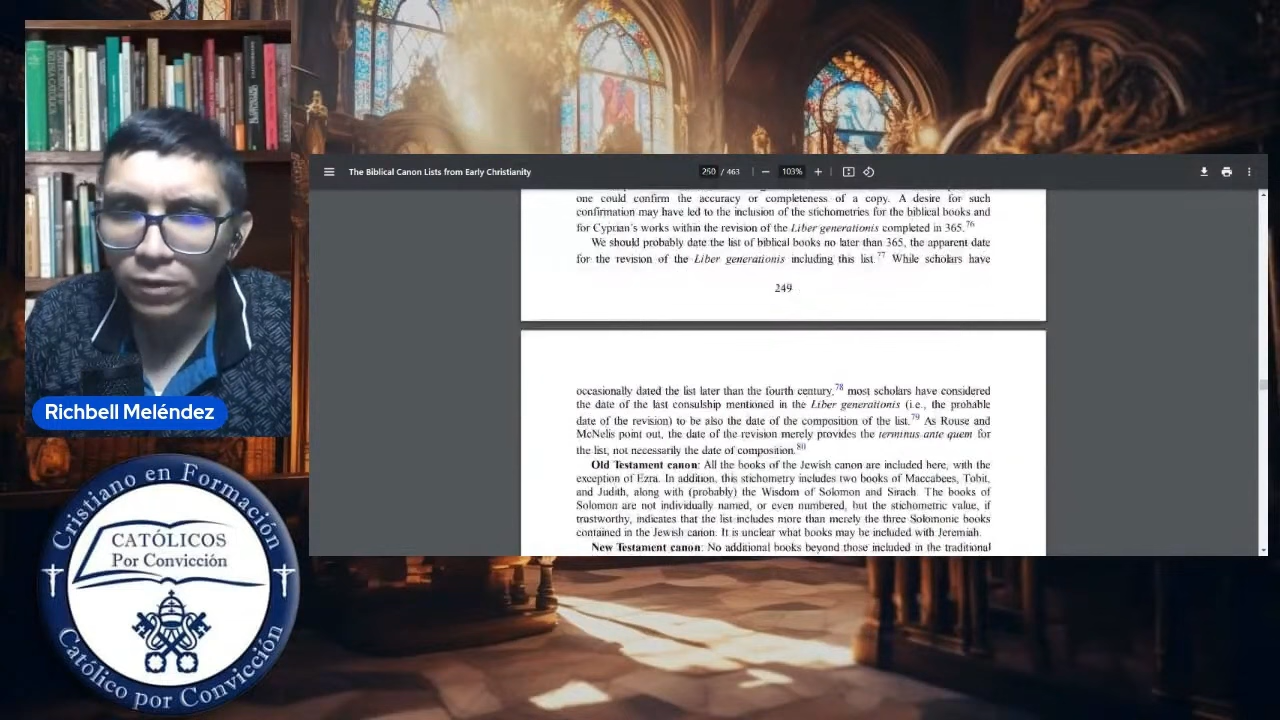 The Biblical Canon Lists from Early Christianity
250 / 463
103%
one could confirm the accuracy or completeness of a copy. A desire for such
confirmation may have led to the inclusion of the stichometries for the biblical books and
for Cyprian's works within the revision of the Liber generationis completed in 365.76
We should probably date the list of biblical books no later than 365, the apparent date
for the revision of the Liber generationis including this list.77 While scholars have
249
occasionally dated the list later than the fourth century,78 most scholars have considered
the date of the last consulship mentioned in the Liber generationis (i.e., the probable
date of the revision) to be also the date of the composition of the list.79 As Rouse and
McNelis point out, the date of the revision merely provides the terminus ante quem for
the list, not necessarily the date of composition.80
Old Testament canon: All the books of the Jewish canon are included here, with the
exception of Ezra. In addition, this stichometry includes two books of Maccabees, Tobit,
and Judith, along with (probably) the Wisdom of Solomon and Sirach. The books of
Solomon are not individually named, or even numbered, but the stichometric value, if
trustworthy, indicates that the list includes more than merely the three Solomonic books
contained in the Jewish canon. It is unclear what books may be included with Jeremiah.
New Testament canon: No additional books beyond those included in the traditional
Richbell Meléndez
Cristiano en Formación
CATÓLICOS
Por Convicción
Católico por Convicción